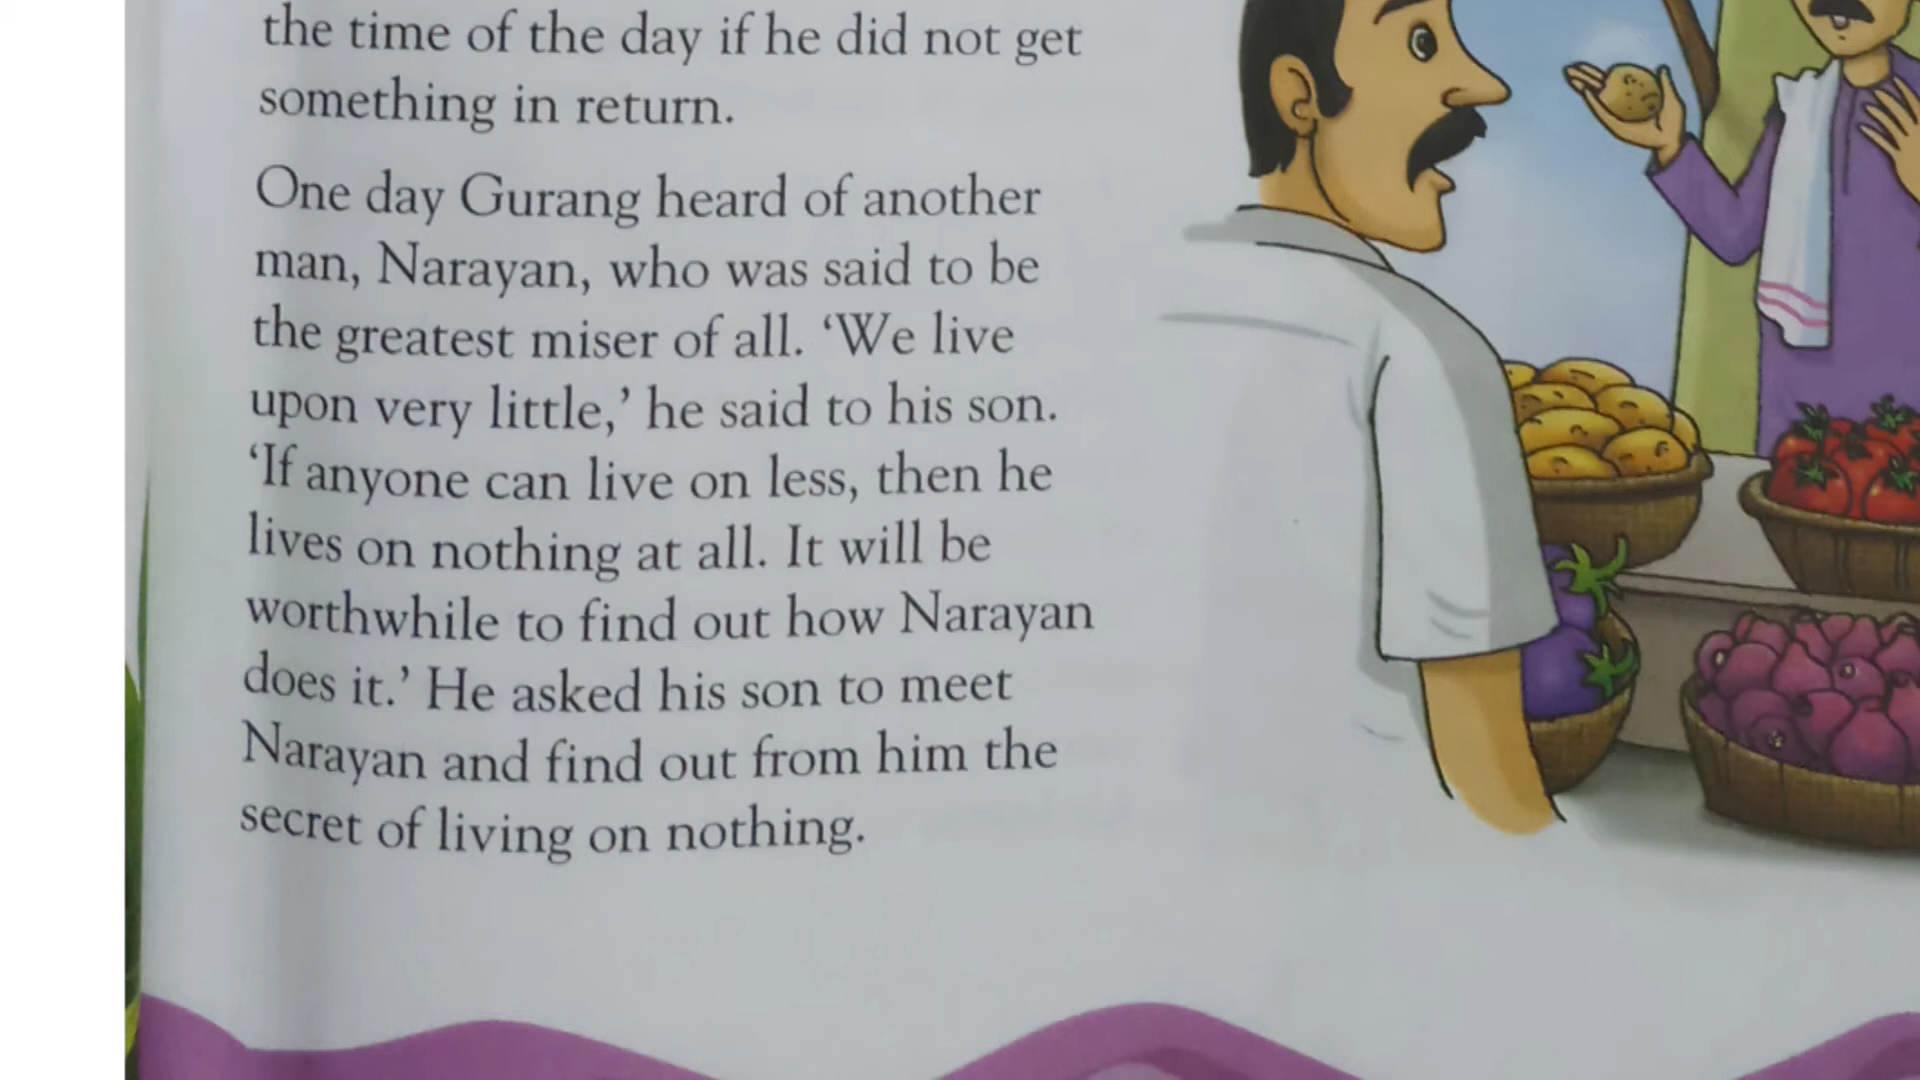 the time of the day if he did not get
something in return.
One day Gurang heard of another
man, Narayan, who was said to be
the greatest miser of all. ‘We live
upon very little,’ he said to his son.
‘If anyone can live on less, then he
lives on nothing at all. It will be
worthwhile to find out how Narayan
does it.’ He asked his son to meet
Narayan and find out from him the
secret of living on nothing.